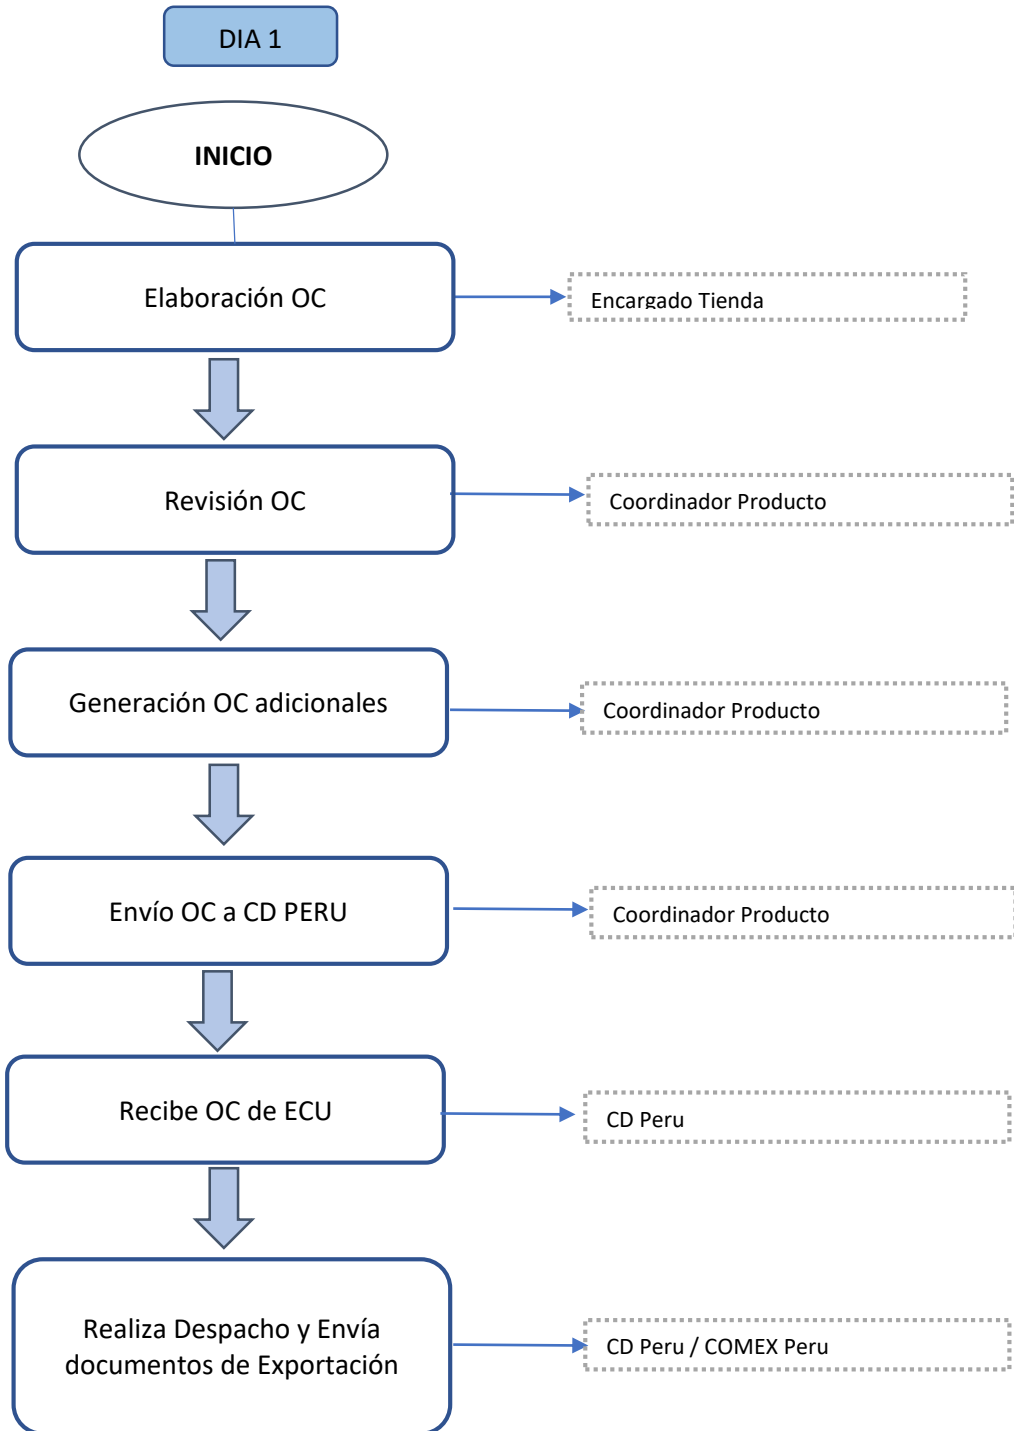 DIA 1
INICIO
Elaboración OC
Encargado Tienda
Revisión OC
Coordinador Producto
Generación OC adicionales
Coordinador Producto
Envío OC a CD PERU
Coordinador Producto
Recibe OC de ECU
CD Peru
Realiza Despacho y Envía
documentos de Exportación
CD Peru / COMEX Peru